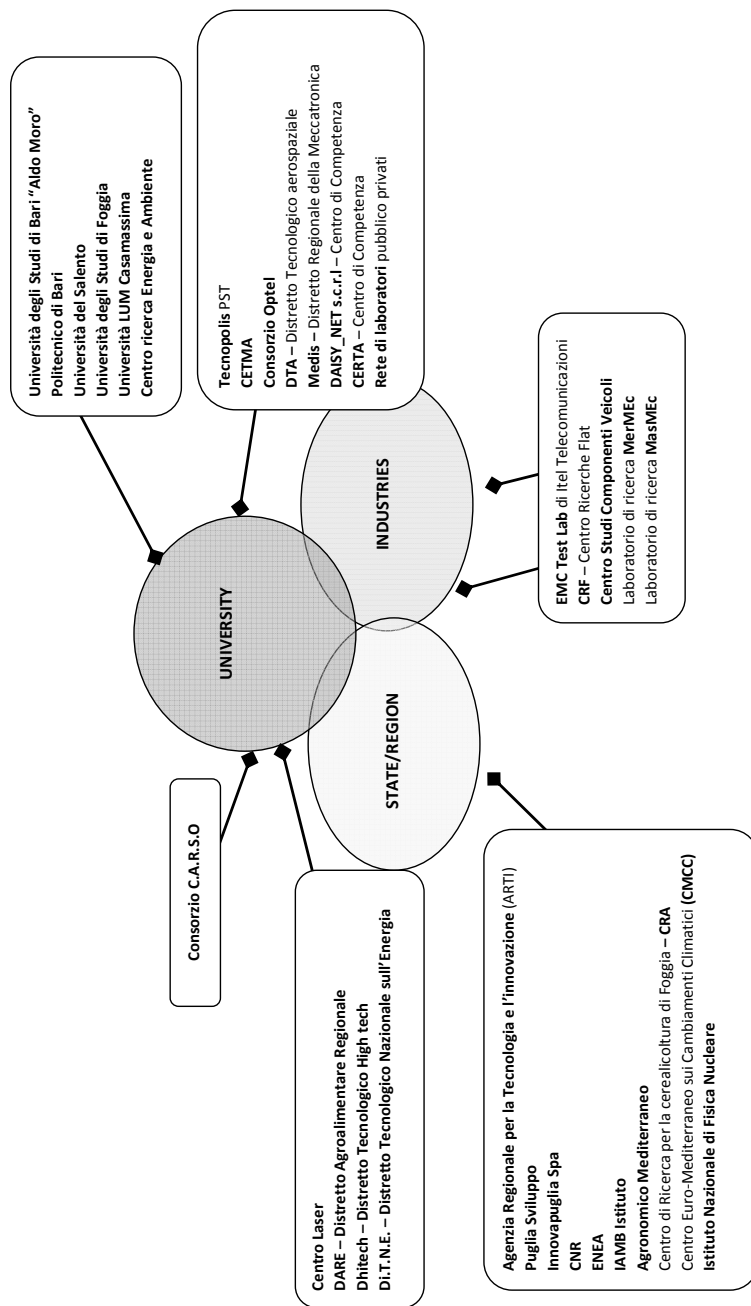 Università degli Studi di Bari "Aldo Moro"
Politecnico di Bari
Università del Salento
Università degli Studi di Foggia
Università LUM Casamassima
Centro ricerca Energia e Ambiente
Tecnopolis PST
CETMA
Consorzio Optel
DTA – Distretto Tecnologico aerospaziale
Medis – Distretto Regionale della Meccatronica
DAISY_NET s.c.r.l – Centro di Competenza
CERTA – Centro di Competenza
Rete di laboratori pubblico privati
UNIVERSITY
INDUSTRIES
STATE/REGION
EMC Test Lab di Itel Telecomunicazioni
CRF – Centro Ricerche Flat
Centro Studi Componenti Veicoli
Laboratorio di ricerca MerMEc
Laboratorio di ricerca MasMEc
Consorzio C.A.R.S.O
Centro Laser
DARE – Distretto Agroalimentare Regionale
Dhitech – Distretto Tecnologico High tech
Di.T.N.E. – Distretto Tecnologico Nazionale sull'Energia
Agenzia Regionale per la Tecnologia e l'innovazione (ARTI)
Puglia Sviluppo
Innovapuglia Spa
CNR
ENEA
IAMB Istituto
Agronomico Mediterraneo
Centro di Ricerca per la cerealicoltura di Foggia – CRA
Centro Euro-Mediterraneo sui Cambiamenti Climatici (CMCC)
Istituto Nazionale di Fisica Nucleare